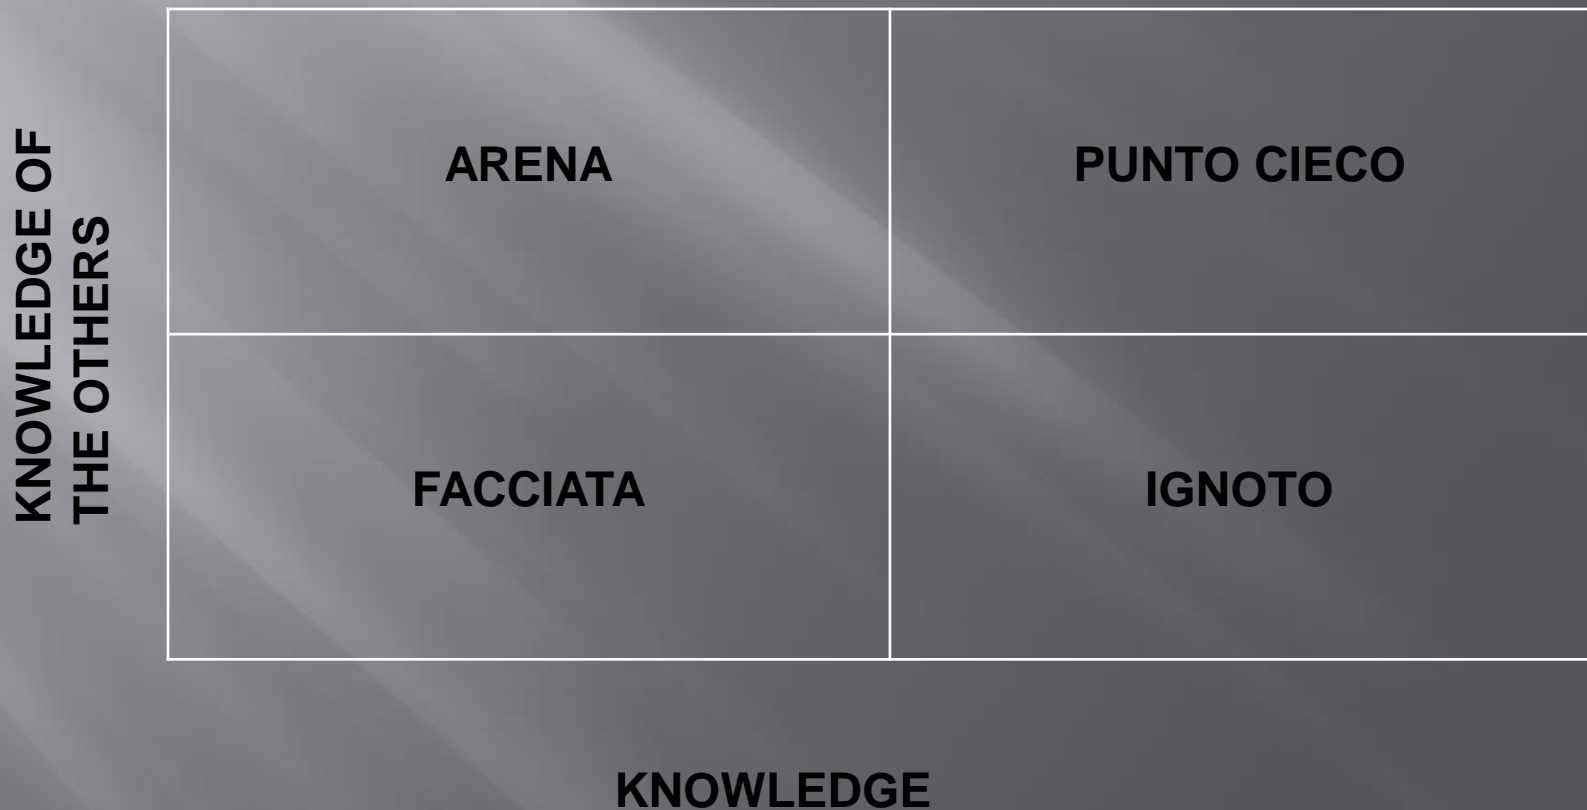 KNOWLEDGE OF
THE OTHERS
ARENA
PUNTO CIECO
FACCIATA
IGNOTO
KNOWLEDGE